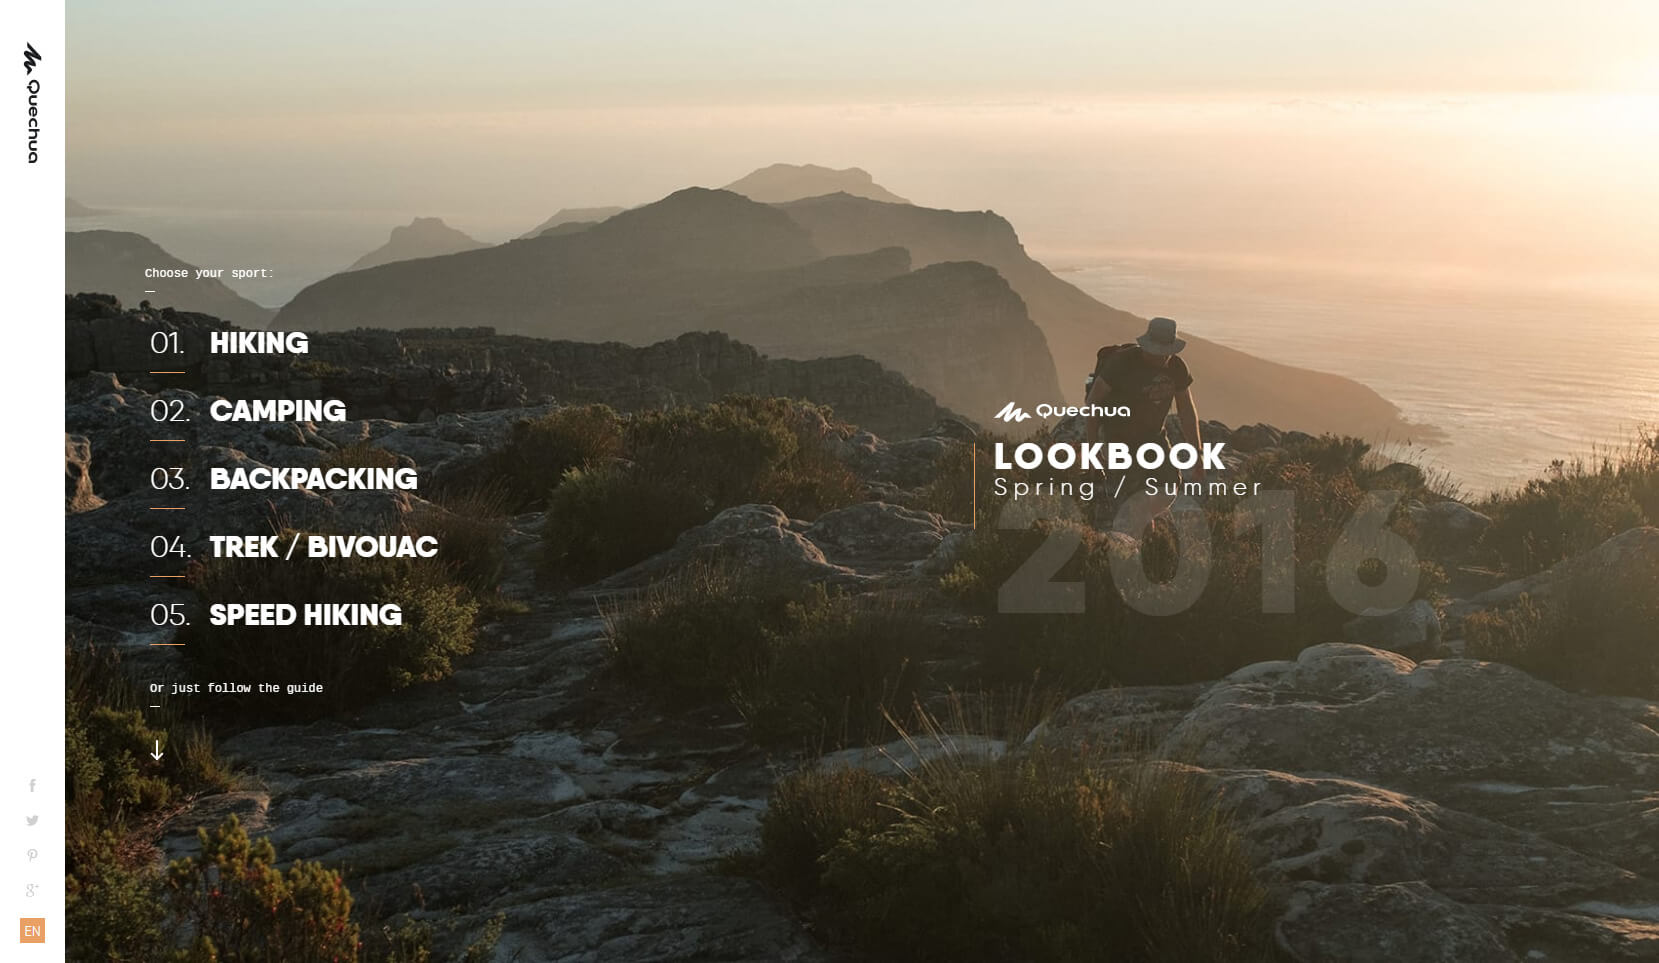 Quechua
Choose your sport:
01. HIKING
02. CAMPING
03. BACKPACKING
04. TREK / BIVOUAC
05. SPEED HIKING
Or just follow the guide
Quechua
LOOKBOOK
Spring / Summer
2016
EN